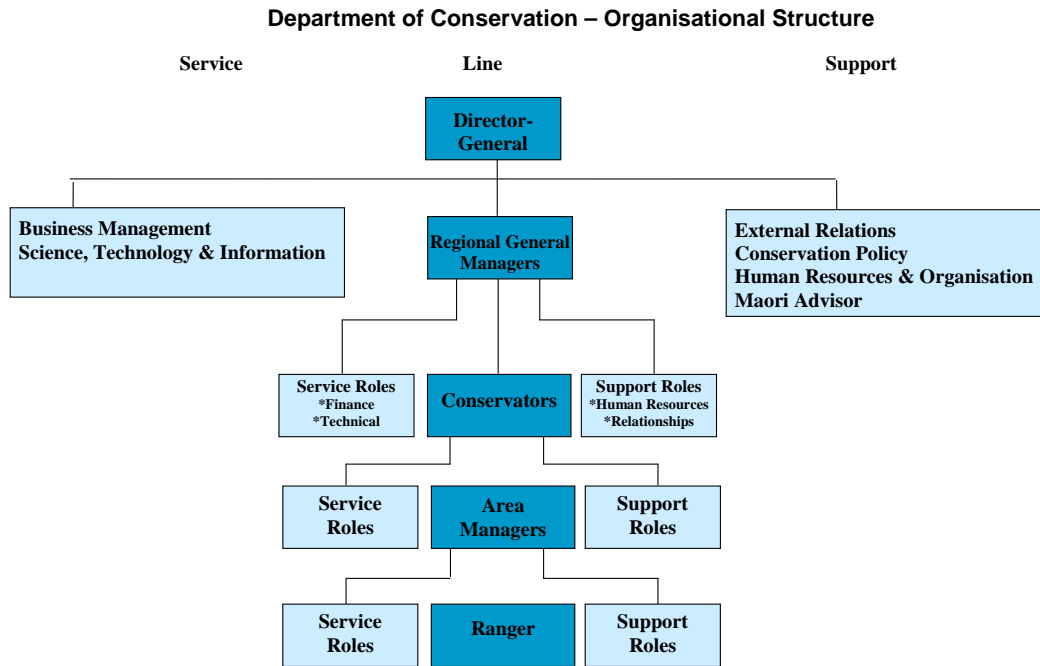 Department of Conservation – Organisational Structure
Service
Line
Support
Director-
General
Business Management
Science, Technology & Information
Regional General
Managers
External Relations
Conservation Policy
Human Resources & Organisation
Maori Advisor
Service Roles
*Finance
*Technical
Conservators
Support Roles
*Human Resources
*Relationships
Service
Roles
Area
Managers
Support
Roles
Service
Roles
Ranger
Support
Roles